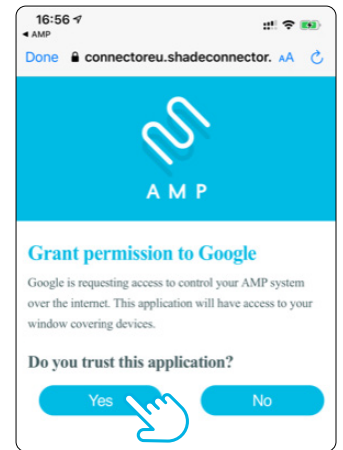 16:56
AMP
Done connectoreu.shadeconnector. AA
AMP
Grant permission to Google
Google is requesting access to control your AMP system
over the internet. This application will have access to your
window covering devices.
Do you trust this application?
Yes No